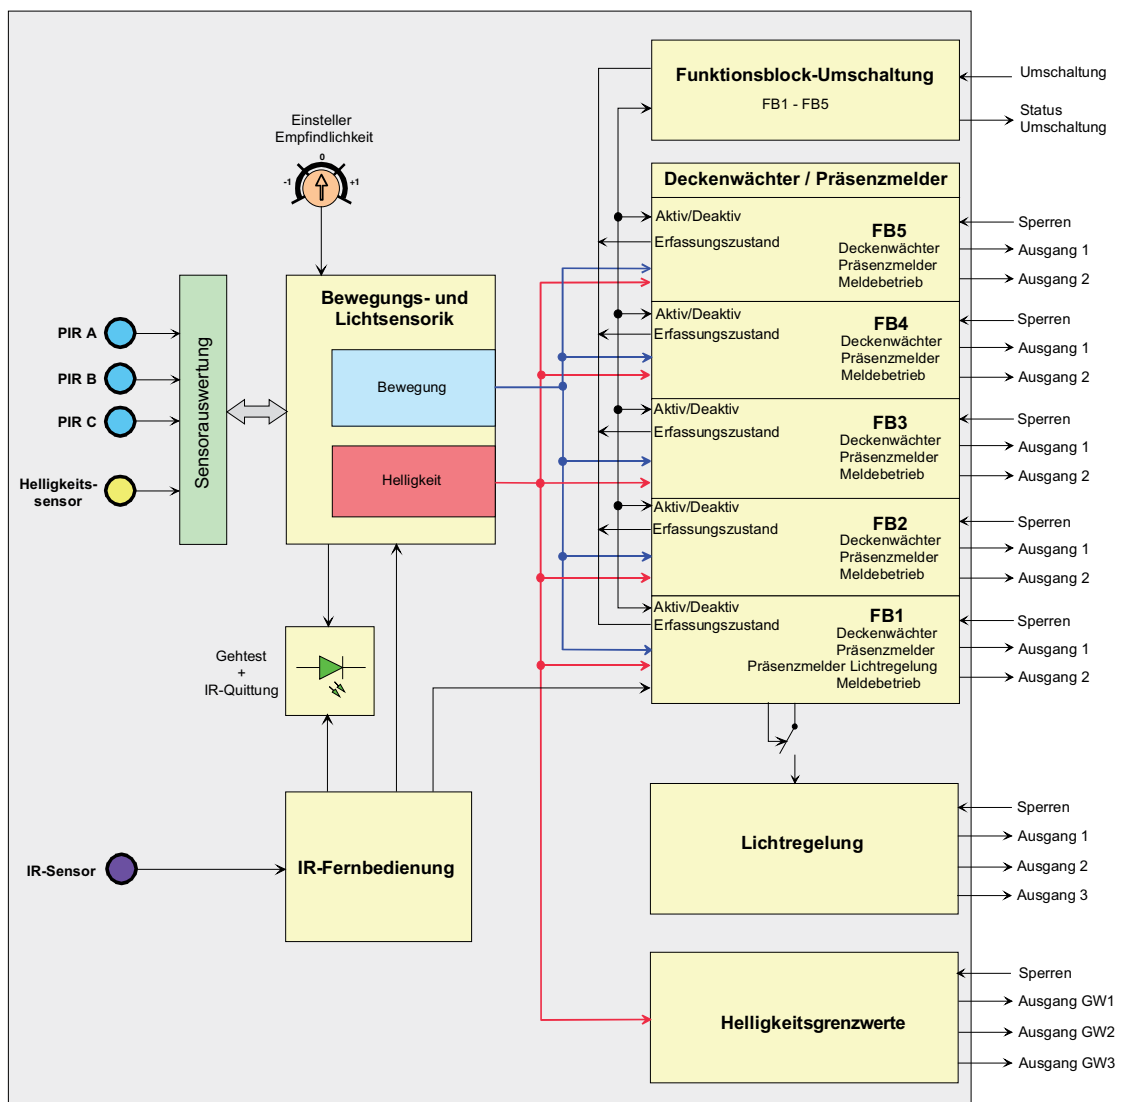 Funktionsblock-Umschaltung
FB1 - FB5
Umschaltung
Status
Umschaltung
Einsteller
Empfindlichkeit
0
-1
+1
Deckenwächter / Präsenzmelder
Aktiv/Deaktiv
Erfassungszustand
FB5
Deckenwächter
Präsenzmelder
Meldebetrieb
Sperren
Ausgang 1
Ausgang 2
Aktiv/Deaktiv
Erfassungszustand
FB4
Deckenwächter
Präsenzmelder
Meldebetrieb
Sperren
Ausgang 1
Ausgang 2
Aktiv/Deaktiv
Erfassungszustand
FB3
Deckenwächter
Präsenzmelder
Meldebetrieb
Sperren
Ausgang 1
Ausgang 2
Aktiv/Deaktiv
Erfassungszustand
FB2
Deckenwächter
Präsenzmelder
Meldebetrieb
Sperren
Ausgang 1
Ausgang 2
Aktiv/Deaktiv
Erfassungszustand
FB1
Deckenwächter
Präsenzmelder
Präsenzmelder Lichtregelung
Meldebetrieb
Sperren
Ausgang 1
Ausgang 2
PIR A
PIR B
PIR C
Helligkeits-
sensor
Sensorauswertung
Bewegungs- und
Lichtsensorik
Bewegung
Helligkeit
Gehtest
+
IR-Quittung
IR-Sensor
IR-Fernbedienung
Lichtregelung
Sperren
Ausgang 1
Ausgang 2
Ausgang 3
Helligkeitsgrenzwerte
Sperren
Ausgang GW1
Ausgang GW2
Ausgang GW3